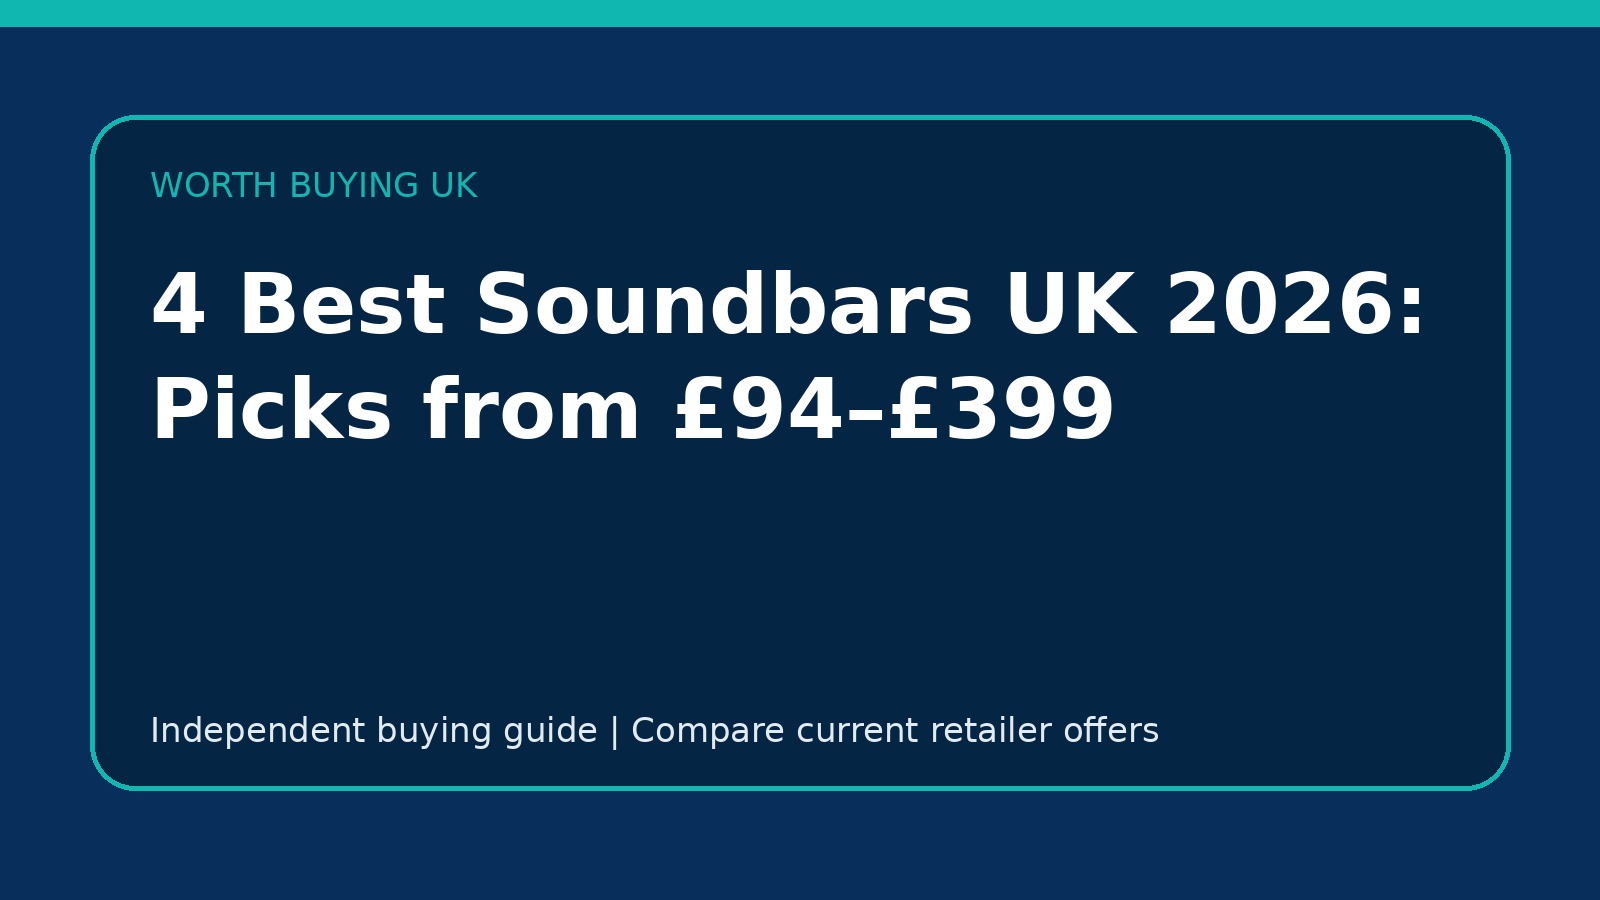 WORTH BUYING UK
4 Best Soundbars UK 2026:
Picks from £94–£399
Independent buying guide | Compare current retailer offers